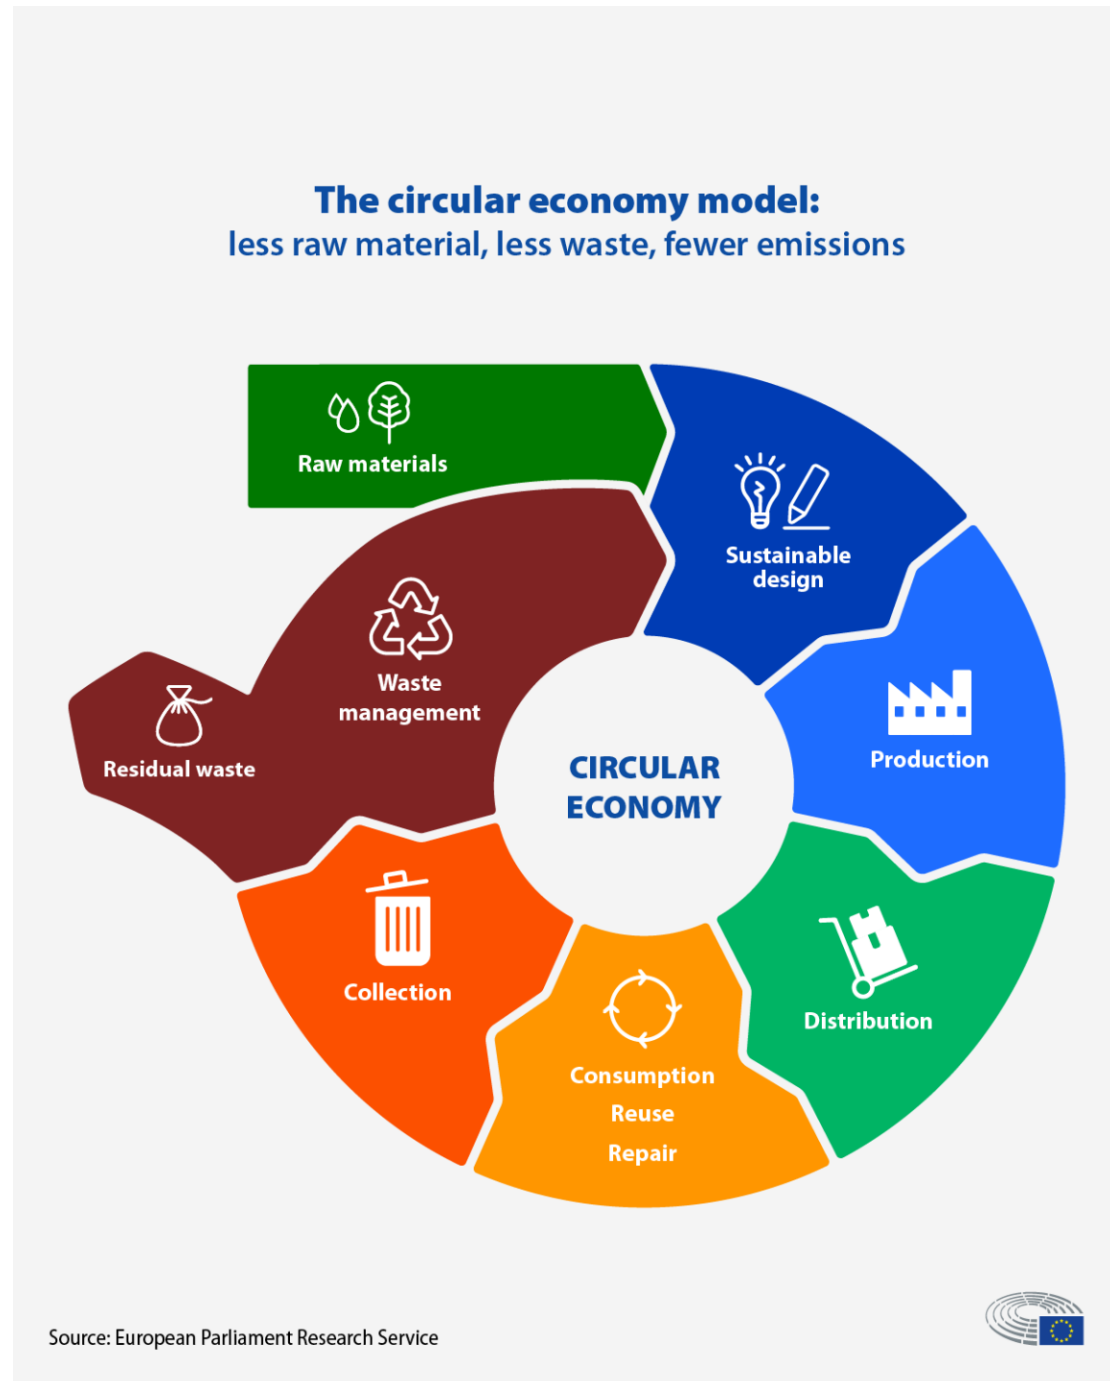 The circular economy model:
less raw material, less waste, fewer emissions
Raw materials
Sustainable
design
Production
Distribution
Consumption
Reuse
Repair
Collection
Waste
management
Residual waste
CIRCULAR
ECONOMY
Source: European Parliament Research Service